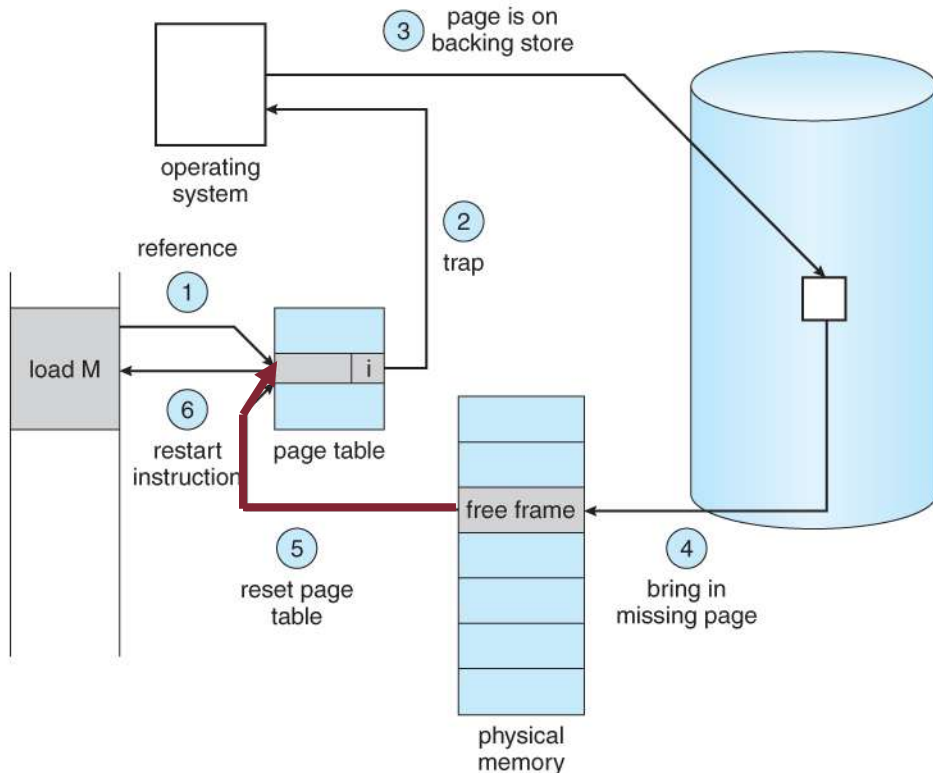 3
page is on
backing store
operating
system
2
trap
reference
1
load M
i
6
restart
instruction
page table
free frame
5
reset page
table
4
bring in
missing page
physical
memory